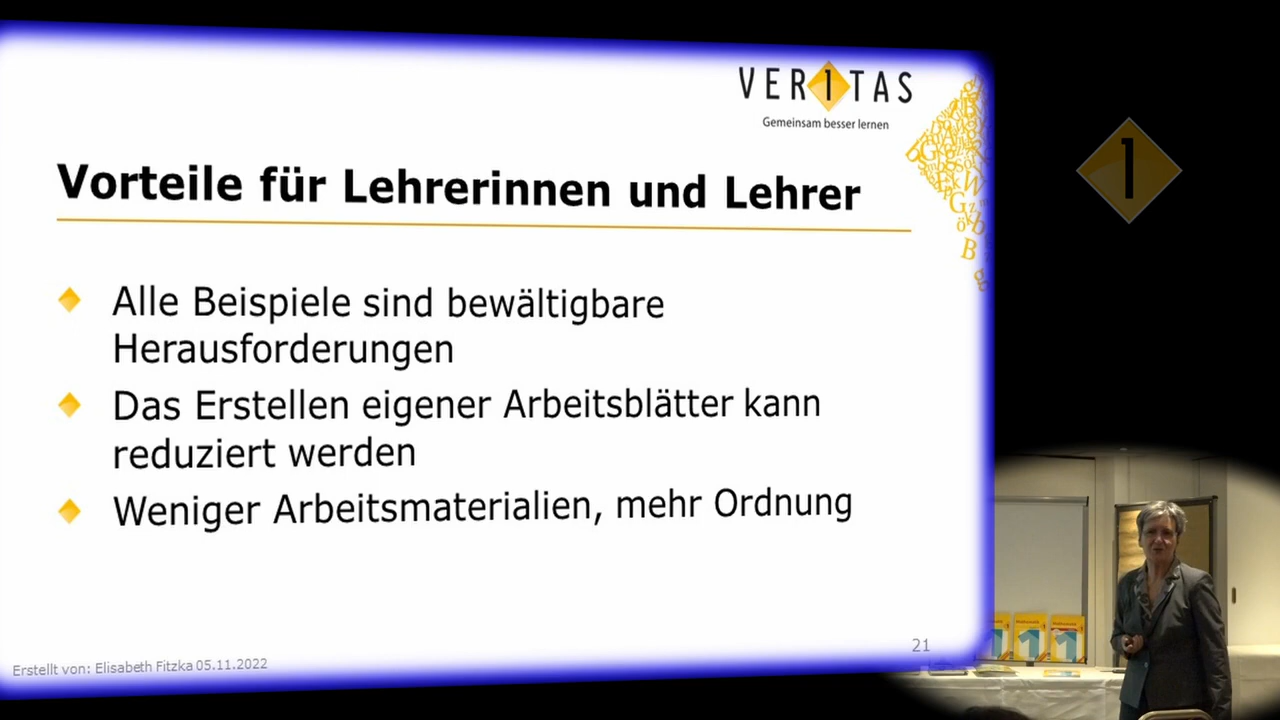 VER1TAS
Gemeinsam besser lernen
Vorteile für Lehrerinnen und Lehrer
Alle Beispiele sind bewältigbare
Herausforderungen
Das Erstellen eigener Arbeitsblätter kann
reduziert werden
Weniger Arbeitsmaterialien, mehr Ordnung
21
Erstellt von: Elisabeth Fitzka 05.11.2022
1